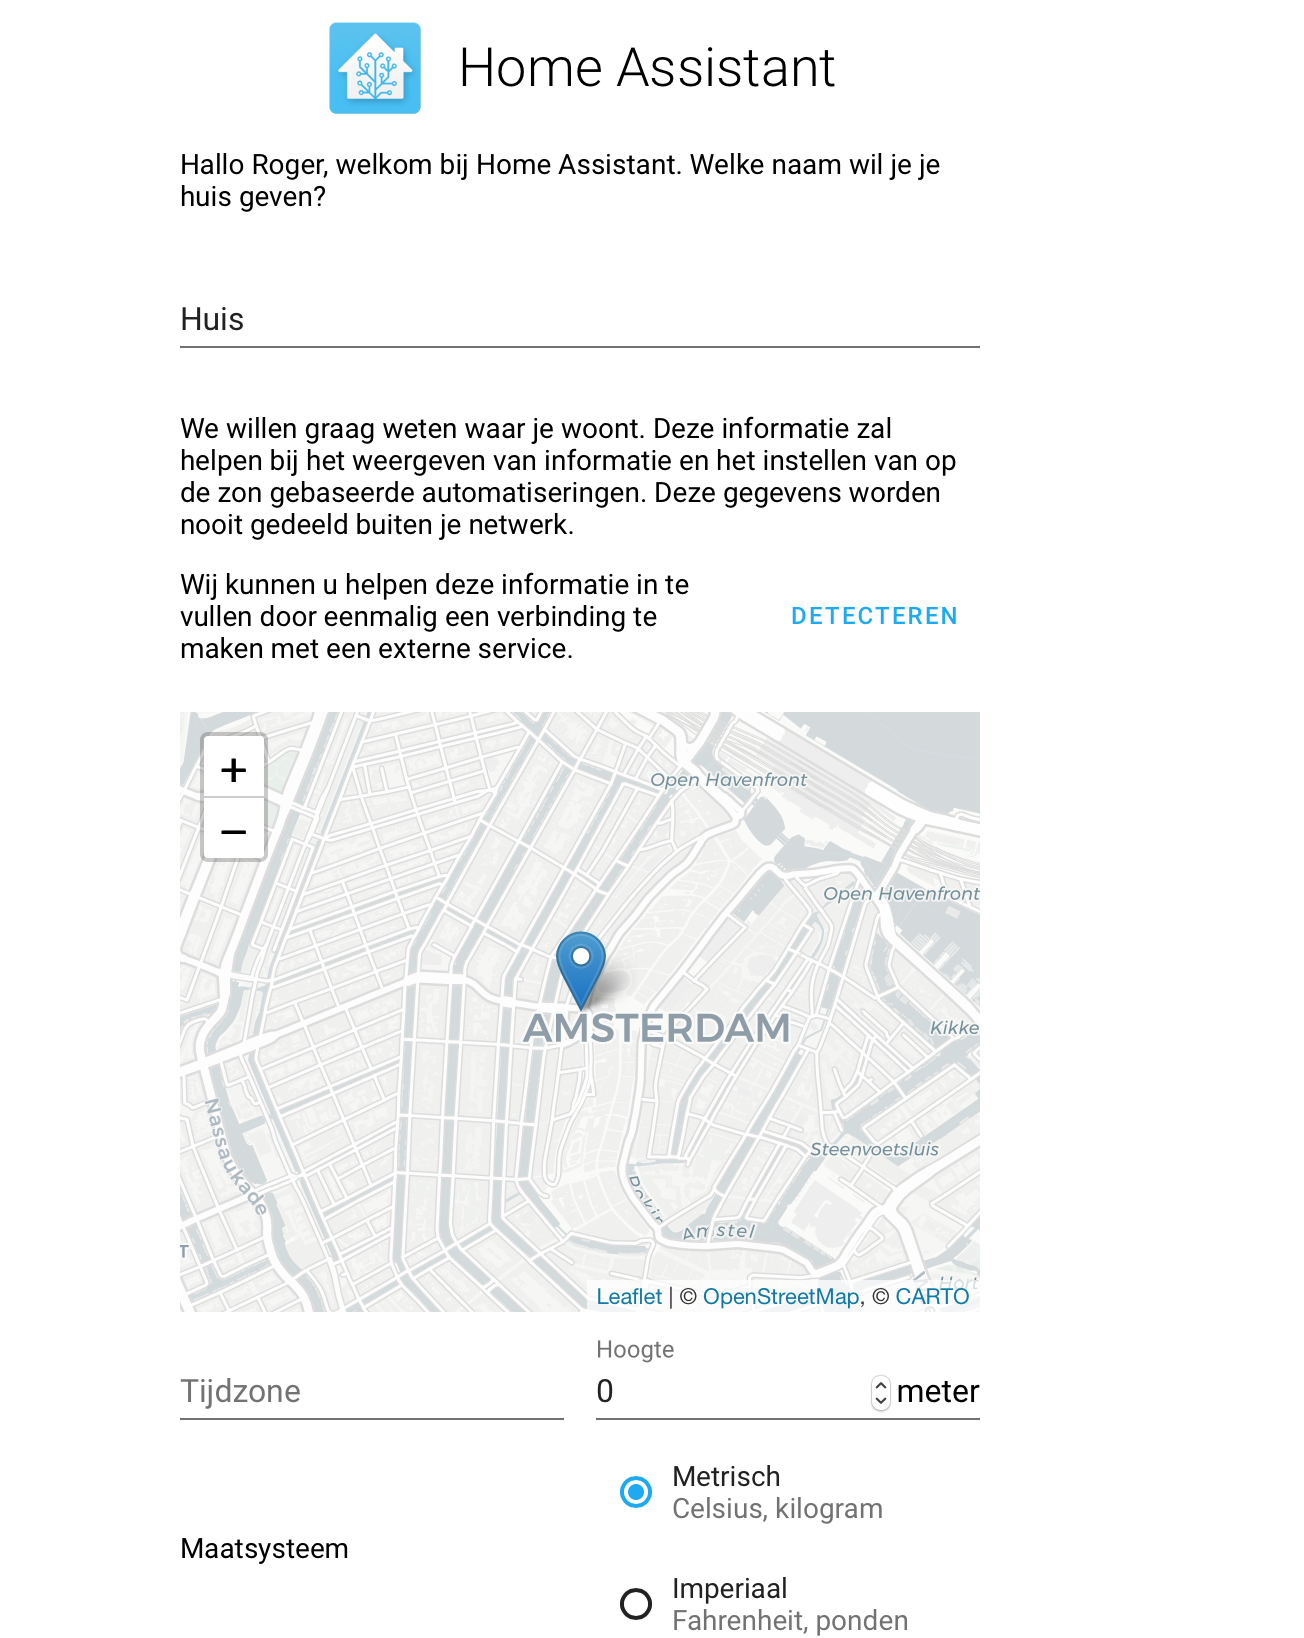 Home Assistant
Hallo Roger, welkom bij Home Assistant. Welke naam wil je je
huis geven?
Huis
We willen graag weten waar je woont. Deze informatie zal
helpen bij het weergeven van informatie en het instellen van op
de zon gebaseerde automatiseringen. Deze gegevens worden
nooit gedeeld buiten je netwerk.
Wij kunnen u helpen deze informatie in te
vullen door eenmalig een verbinding te
maken met een externe service.
DETECTEREN
+
−
Open Havenfront
Open Havenfront
AMSTERDAM
Kikke
Nassaukade
Steenvoetsluis
Rokin
Amstel
T
Hort
Leaflet | © OpenStreetMap, © CARTO
Hoogte
Tijdzone
0
meter
Metrisch
Celsius, kilogram
Maatsysteem
Imperiaal
Fahrenheit, ponden